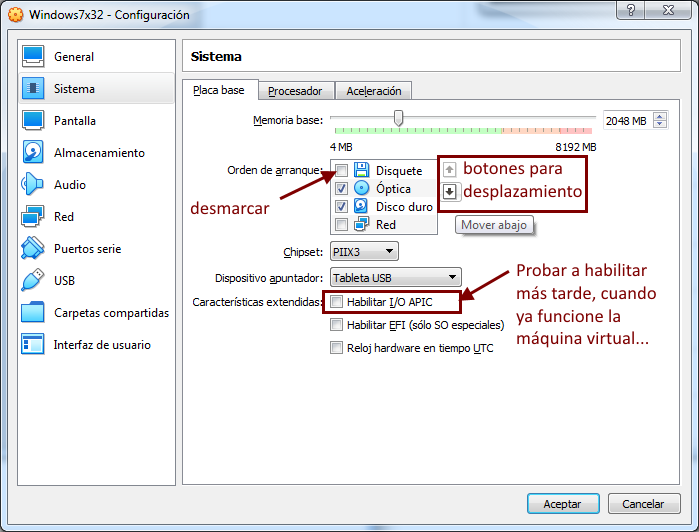 Windows7x32 - Configuración
General
Sistema
Pantalla
Almacenamiento
Audio
Red
Puertos serie
USB
Carpetas compartidas
Interfaz de usuario
Sistema
Placa base Procesador Aceleración
Memoria base: 2048 MB
4 MB 8192 MB
Orden de arranque: Disquete
Óptica
Disco duro
Red
desmarcar
botones para
desplazamiento
Mover abajo
Chipset: PIIX3
Dispositivo apuntador: Tableta USB
Características extendidas: Habilitar I/O APIC
Habilitar EFI (sólo SO especiales)
Reloj hardware en tiempo UTC
Probar a habilitar
más tarde, cuando
ya funcione la
máquina virtual...
Aceptar Cancelar